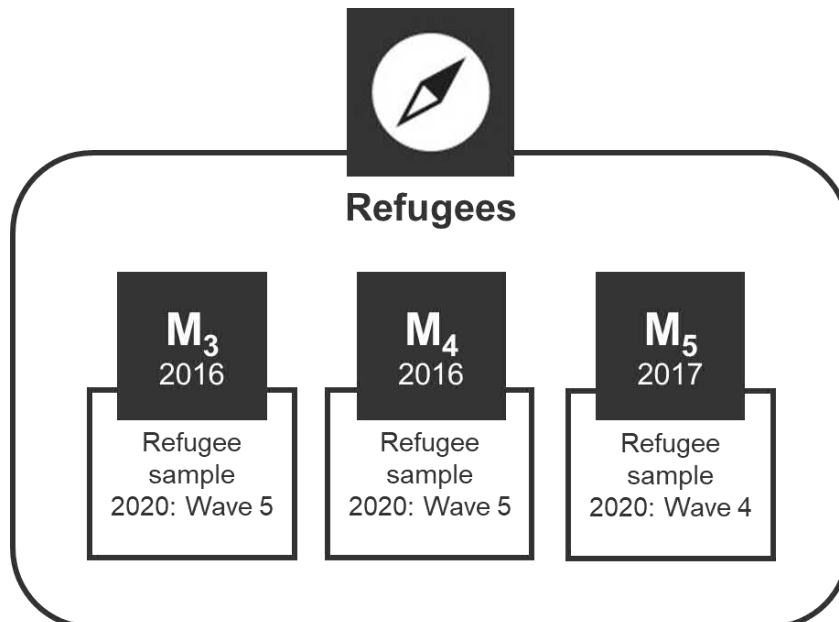 Refugees
M₃
2016
Refugee
sample
2020: Wave 5
M₄
2016
Refugee
sample
2020: Wave 5
M₅
2017
Refugee
sample
2020: Wave 4